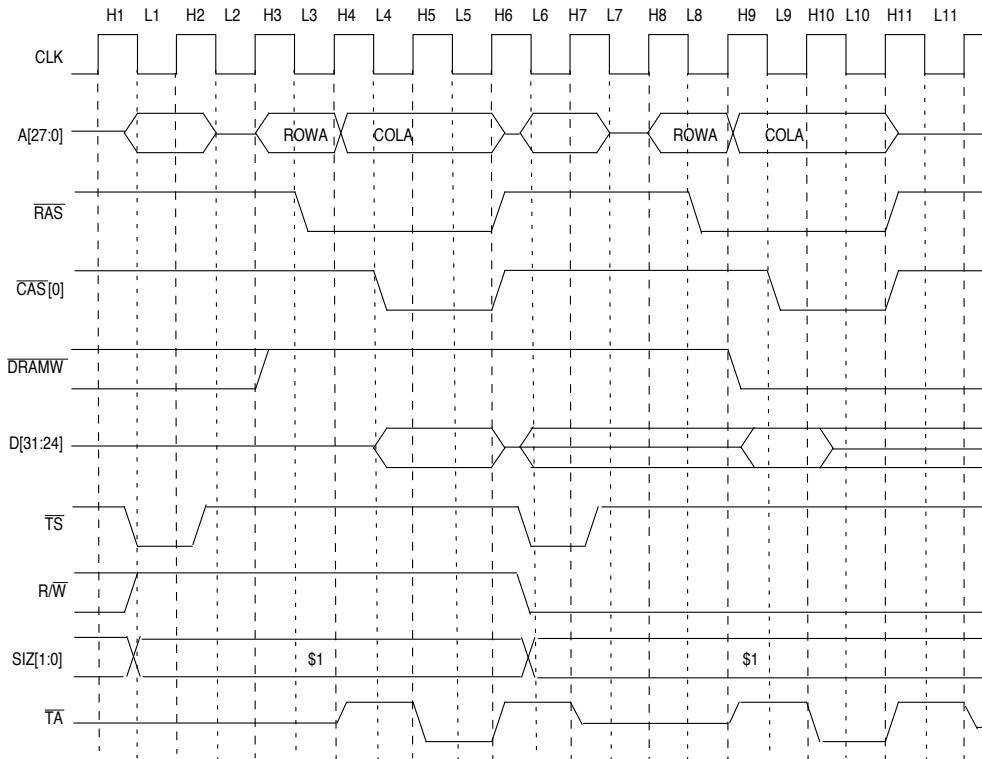 H1 L1 H2 L2 H3 L3 H4 L4 H5 L5 H6 L6 H7 L7 H8 L8 H9 L9 H10 L10 H11 L11
CLK
A[27:0] ROWA COLA ROWA COLA
RAS
CAS[0]
DRAMW
D[31:24]
TS
R/W
SIZ[1:0] $1 $1
TA